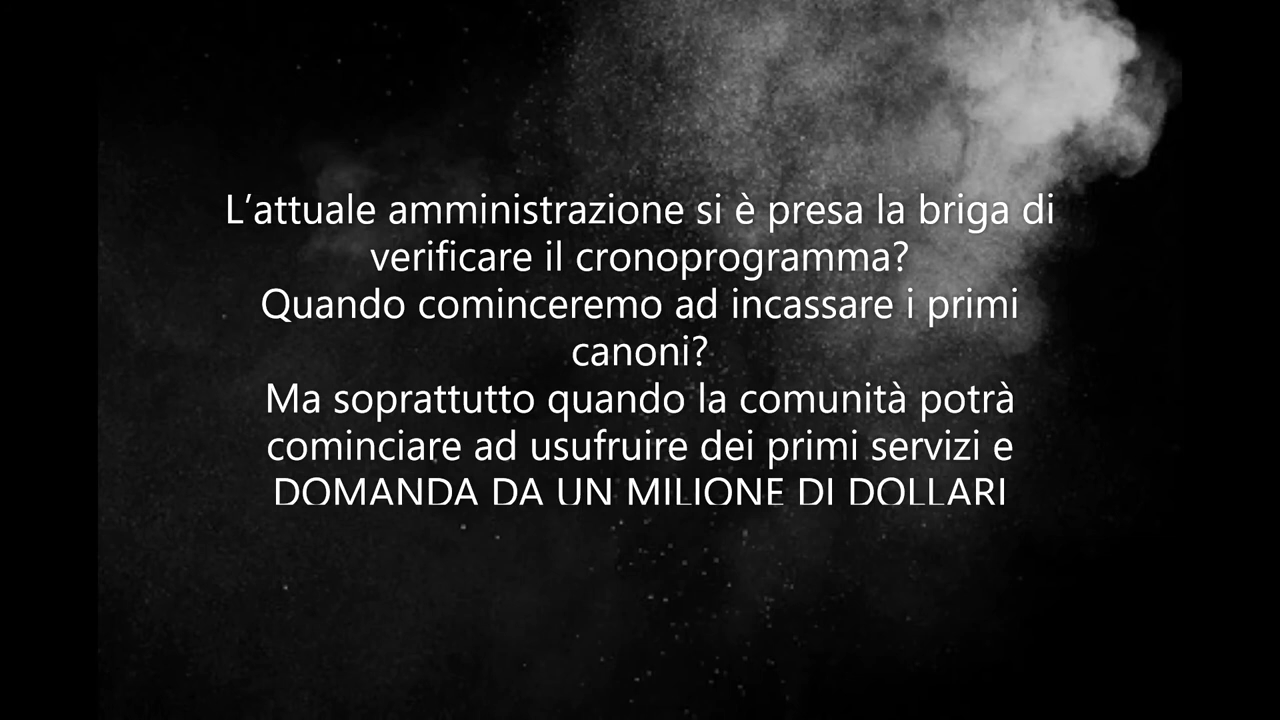 L’attuale amministrazione si è presa la briga di
verificare il cronoprogramma?
Quando cominceremo ad incassare i primi
canoni?
Ma soprattutto quando la comunità potrà
cominciare ad usufruire dei primi servizi e
DOMANDA DA UN MILIONE DI DOLLARI